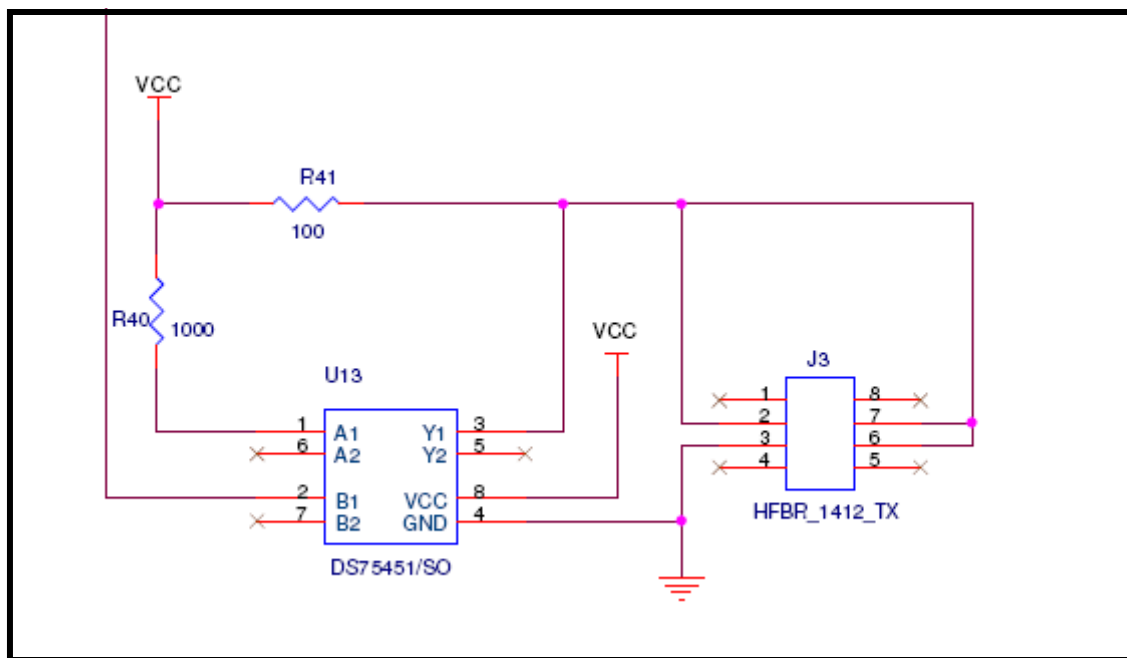 VCC
R41
100
R40 1000
VCC
J3
U13
1 A1 Y1 3
6 A2 Y2 5
2 B1 VCC 8
7 B2 GND 4
DS75451/SO
1 8
2 7
3 6
4 5
HFBR_1412_TX